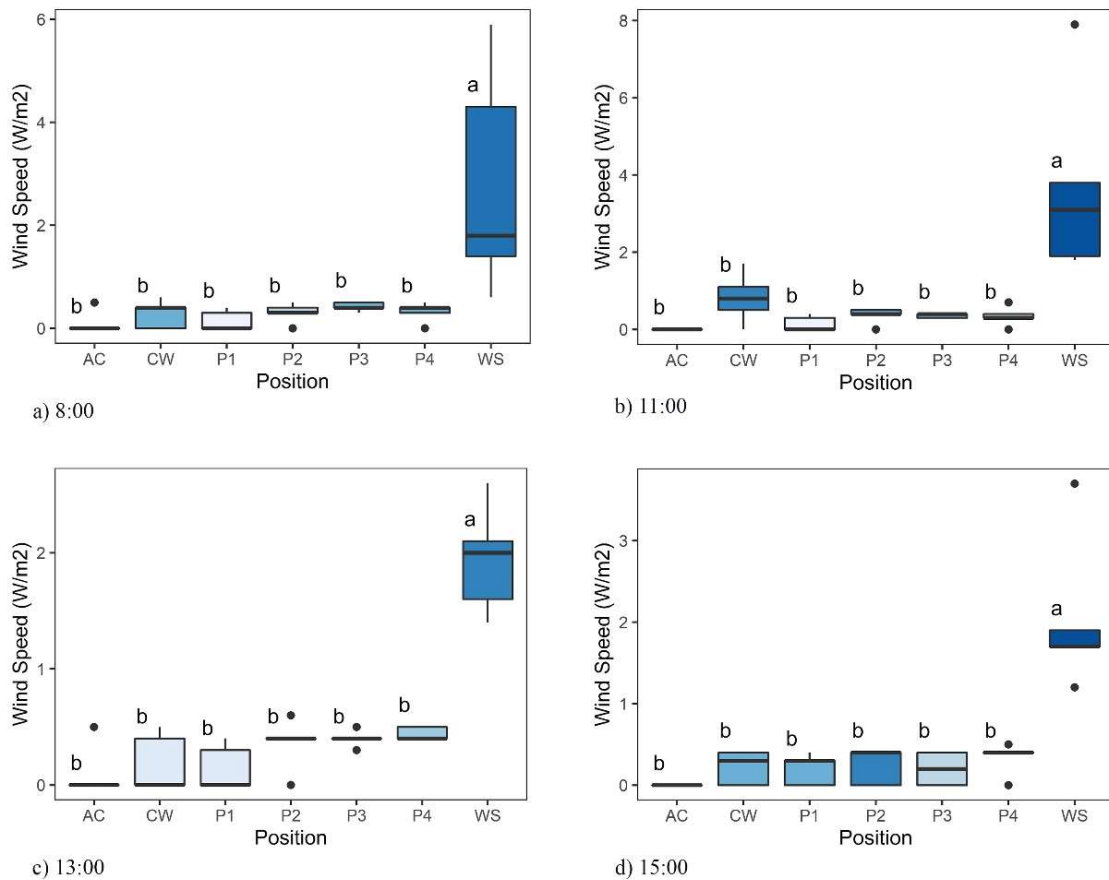 6
4
2
0
Wind Speed (W/m2)
b b b b b b a
AC CW P1 P2 P3 P4 WS
Position
a) 8:00
8
6
4
2
0
Wind Speed (W/m2)
b b b b b b a
AC CW P1 P2 P3 P4 WS
Position
b) 11:00
2
1
0
Wind Speed (W/m2)
b b b b b b a
AC CW P1 P2 P3 P4 WS
Position
c) 13:00
3
2
1
0
Wind Speed (W/m2)
b b b b b b a
AC CW P1 P2 P3 P4 WS
Position
d) 15:00